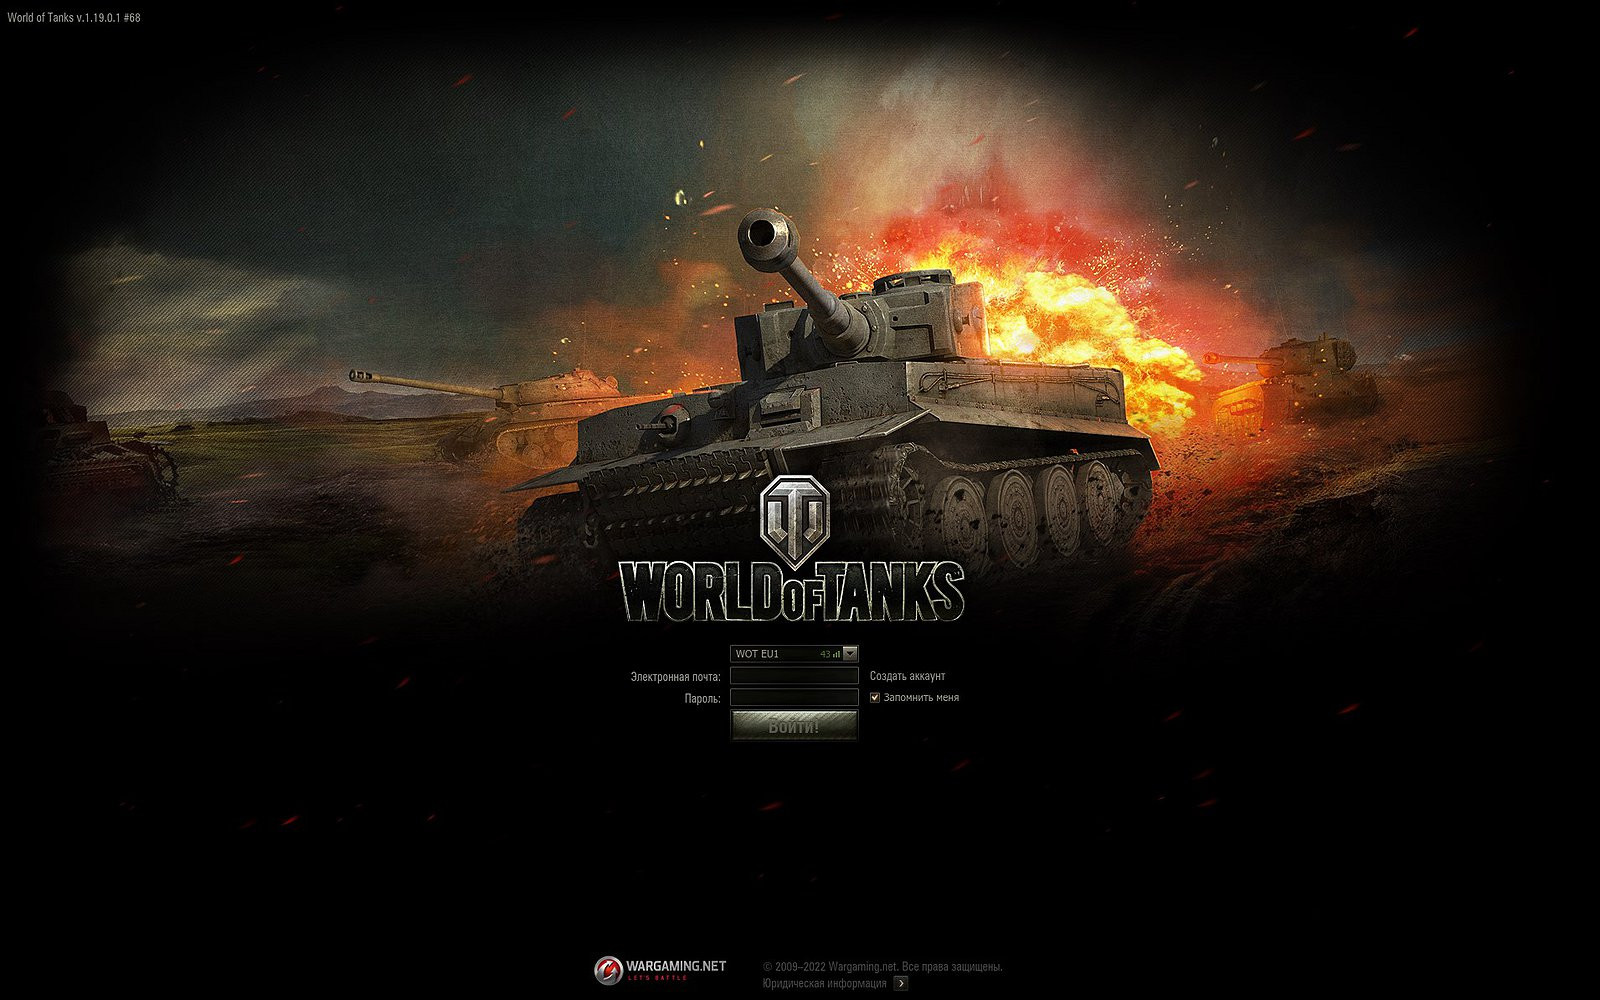 World of Tanks v.1.19.0.1 #68
WORLD OF TANKS
WOT EU1 43
Электронная почта:
Создать аккаунт
Пароль:
Запомнить меня
Войти!
WARGAMING.NET
LET'S BATTLE
© 2009–2022 Wargaming.net. Все права защищены.
Юридическая информация